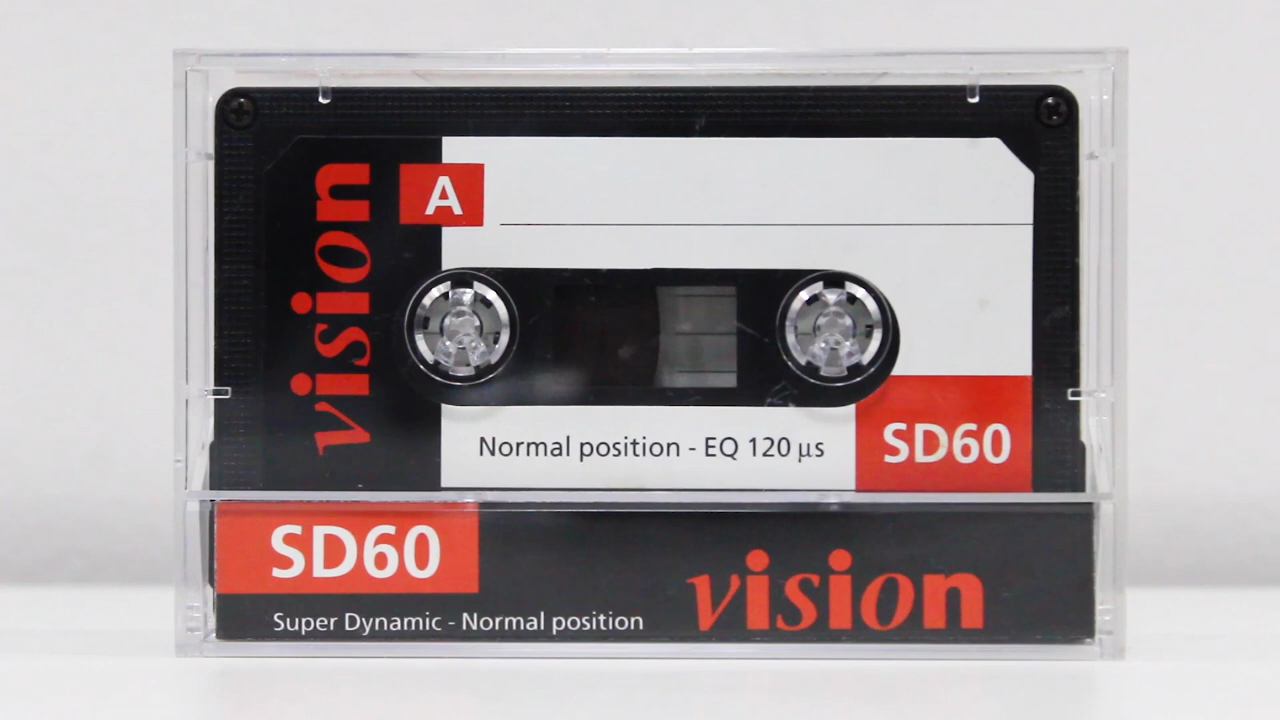 vision
A
Normal position - EQ 120 µs
SD60
SD60
Super Dynamic - Normal position
vision